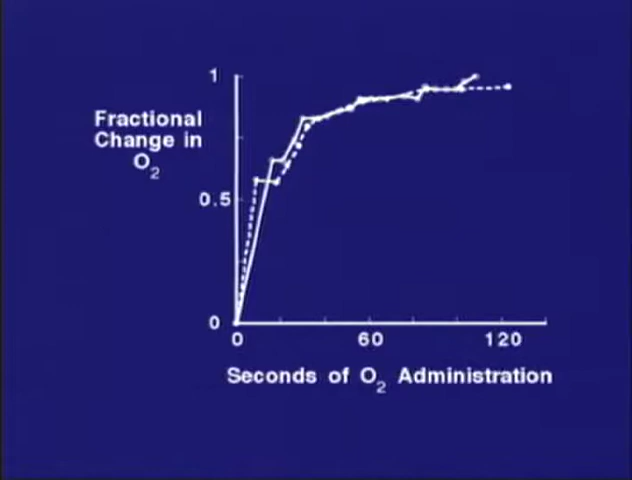 1
Fractional
Change in
O2
0.5
0
0 60 120
Seconds of O2 Administration